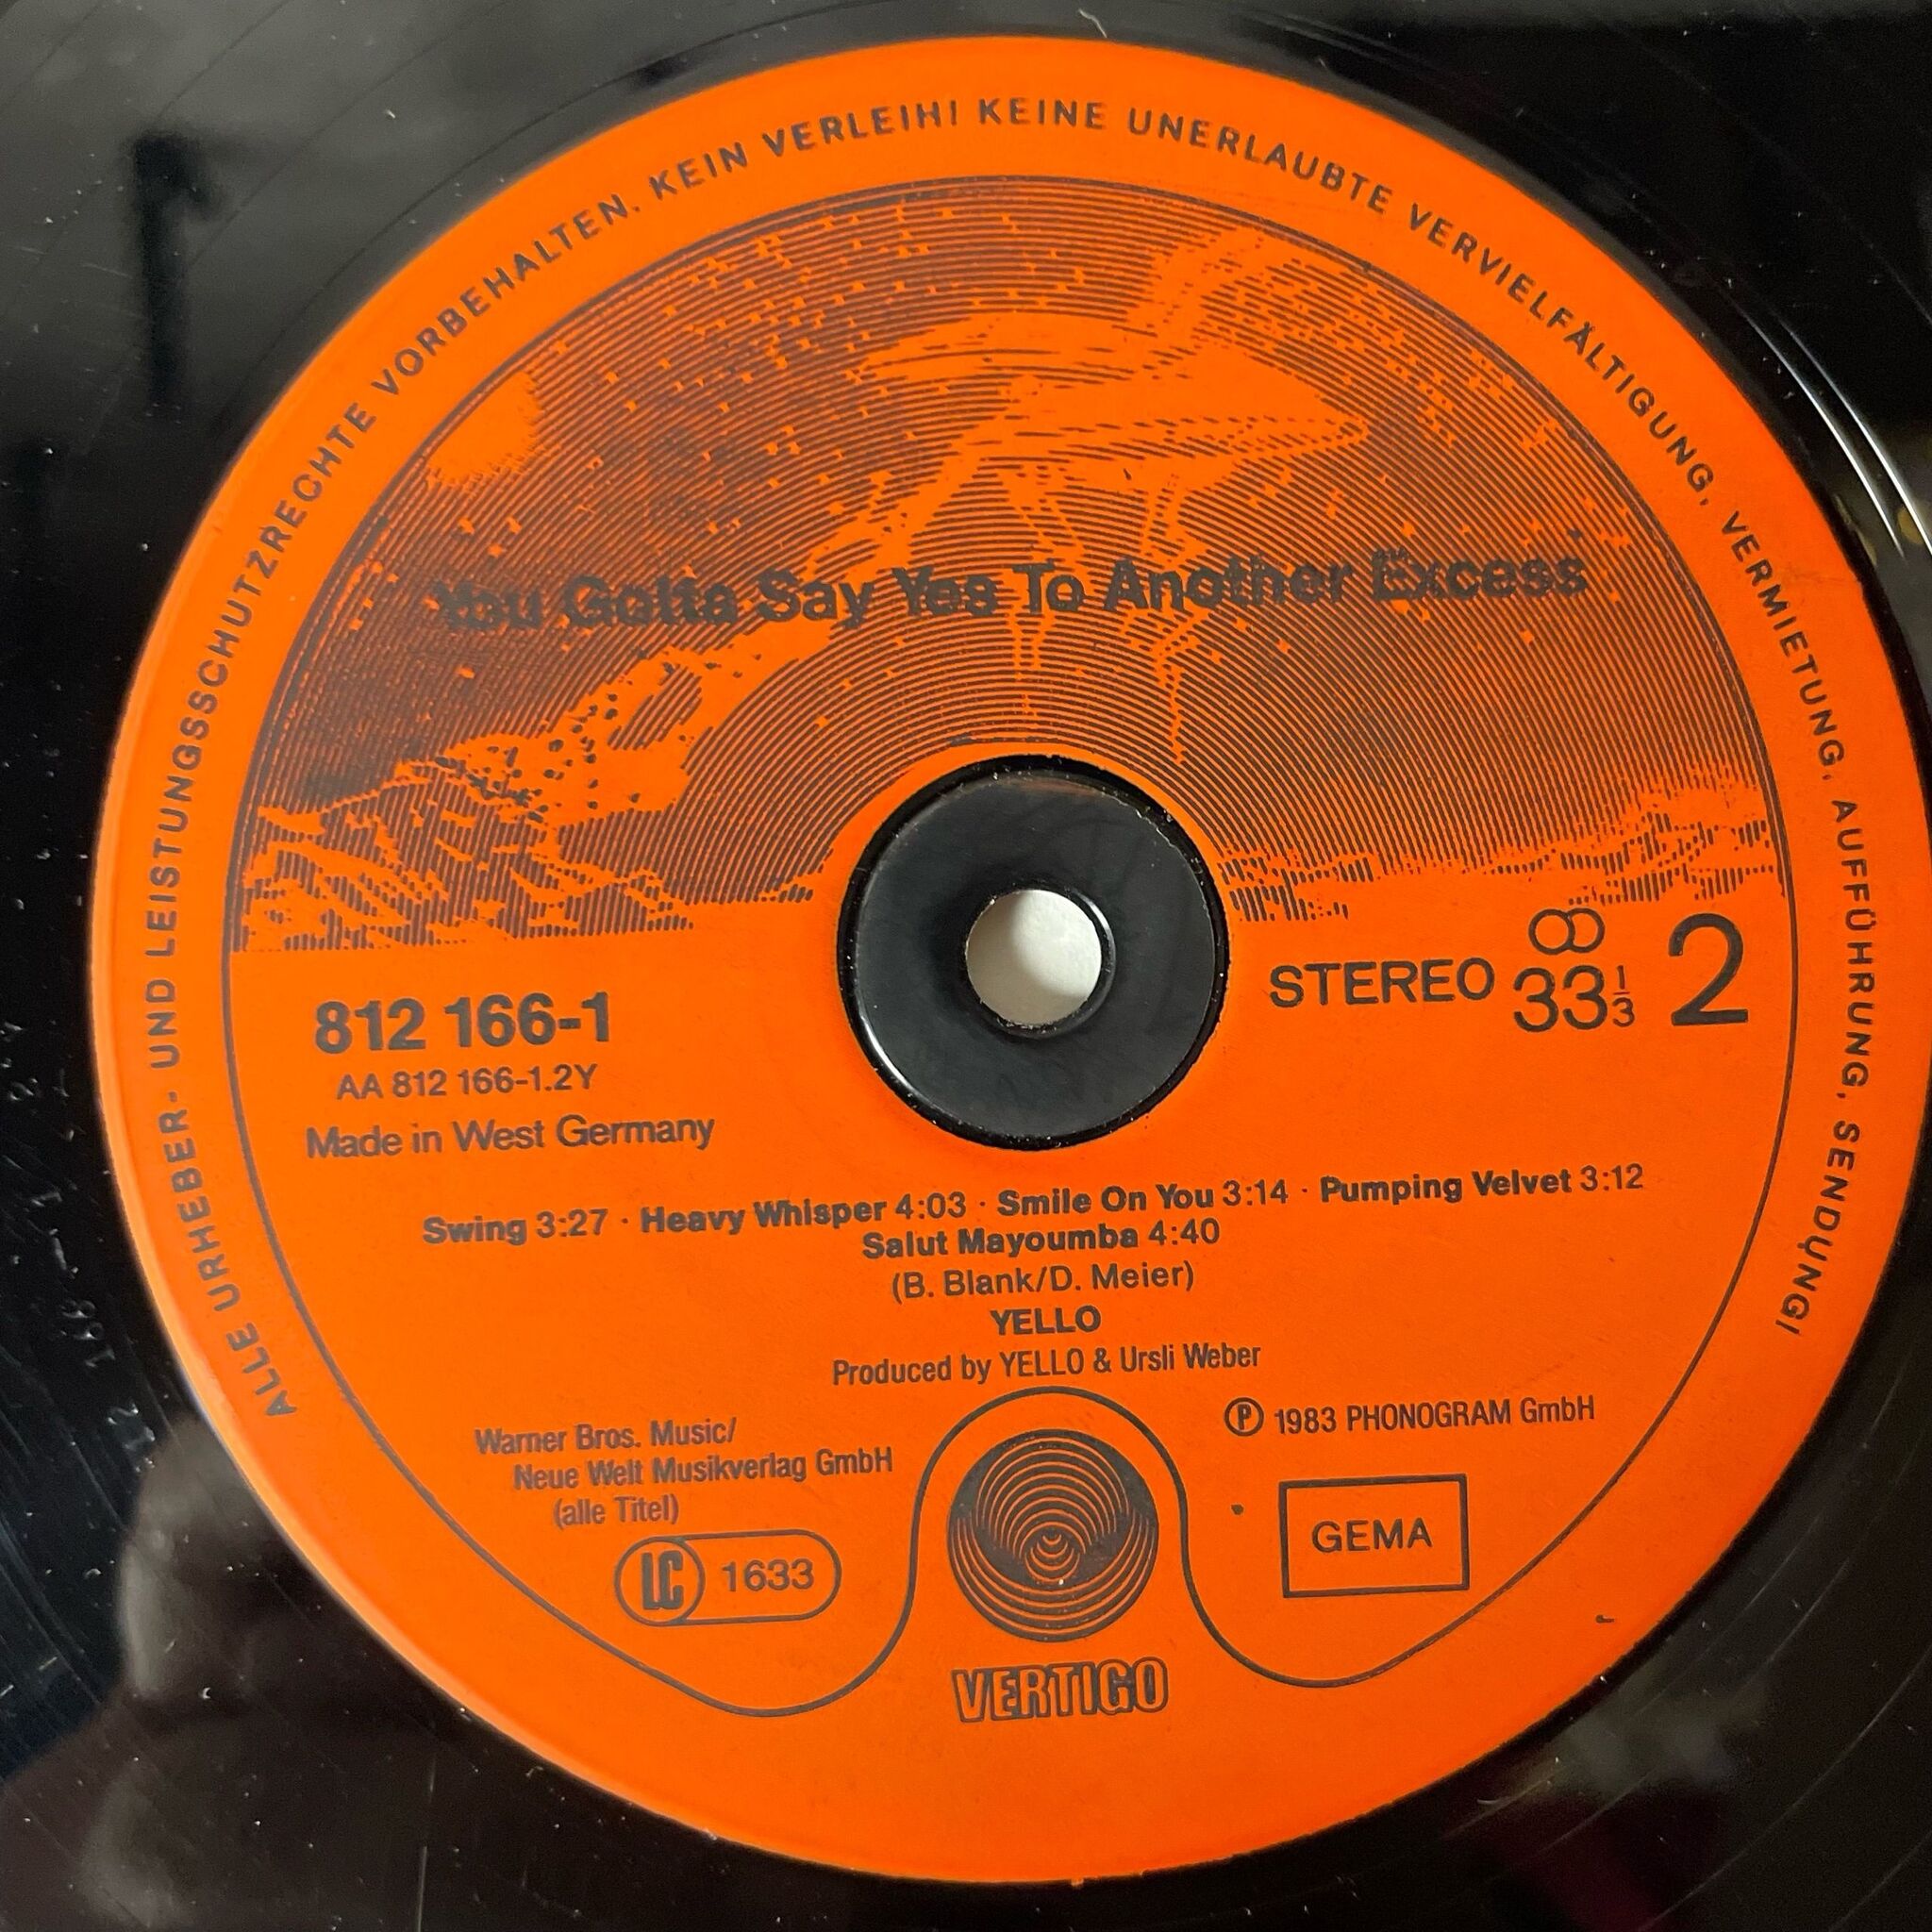 ALLE URHEBER- UND LEISTUNGSSCHUTZRECHTE VORBEHALTEN. KEIN VERLEIH! KEINE UNERLAUBTE VERVIELFÄLTIGUNG, VERMIETUNG, AUFFÜHRUNG, SENDUNG!
You Gotta Say Yes To Another Excess
812 166-1
AA 812 166-1.2Y
Made in West Germany
STEREO 33 1/3 2
Swing 3:27 · Heavy Whisper 4:03 · Smile On You 3:14 · Pumping Velvet 3:12
Salut Mayoumba 4:40
(B. Blank/D. Meier)
YELLO
Produced by YELLO & Ursli Weber
Warner Bros. Music/
Neue Welt Musikverlag GmbH
(alle Titel)
LC 1633
Ⓟ 1983 PHONOGRAM GmbH
GEMA
VERTIGO